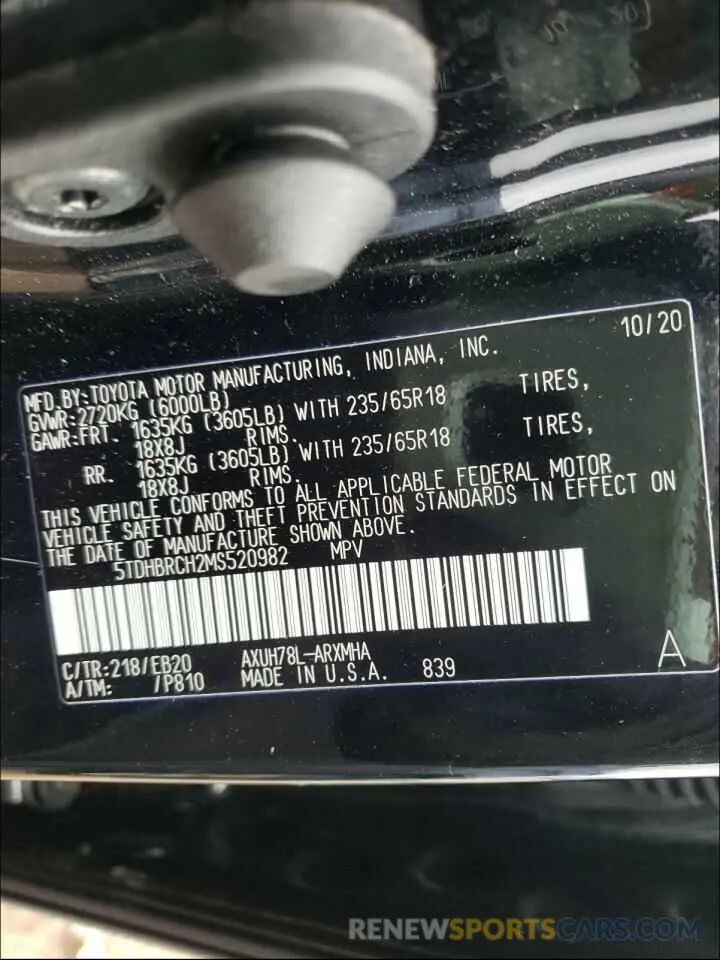 10/20
MFD.BY:TOYOTA MOTOR MANUFACTURING, INDIANA, INC.
GVWR:2720KG (6000LB)
GAWR:FRT. 1635KG (3605LB) WITH 235/65R18 TIRES,
18X8J RIMS.
RR. 1635KG (3605LB) WITH 235/65R18 TIRES,
18X8J RIMS.
THIS VEHICLE CONFORMS TO ALL APPLICABLE FEDERAL MOTOR
VEHICLE SAFETY AND THEFT PREVENTION STANDARDS IN EFFECT ON
THE DATE OF MANUFACTURE SHOWN ABOVE.
5TDHBRCH2MS520982 MPV
C/TR:218/EB20 AXUH78L-ARXMHA
A/TM: /P810 MADE IN U.S.A. 839
A
RENEWSPORTSCARS.COM